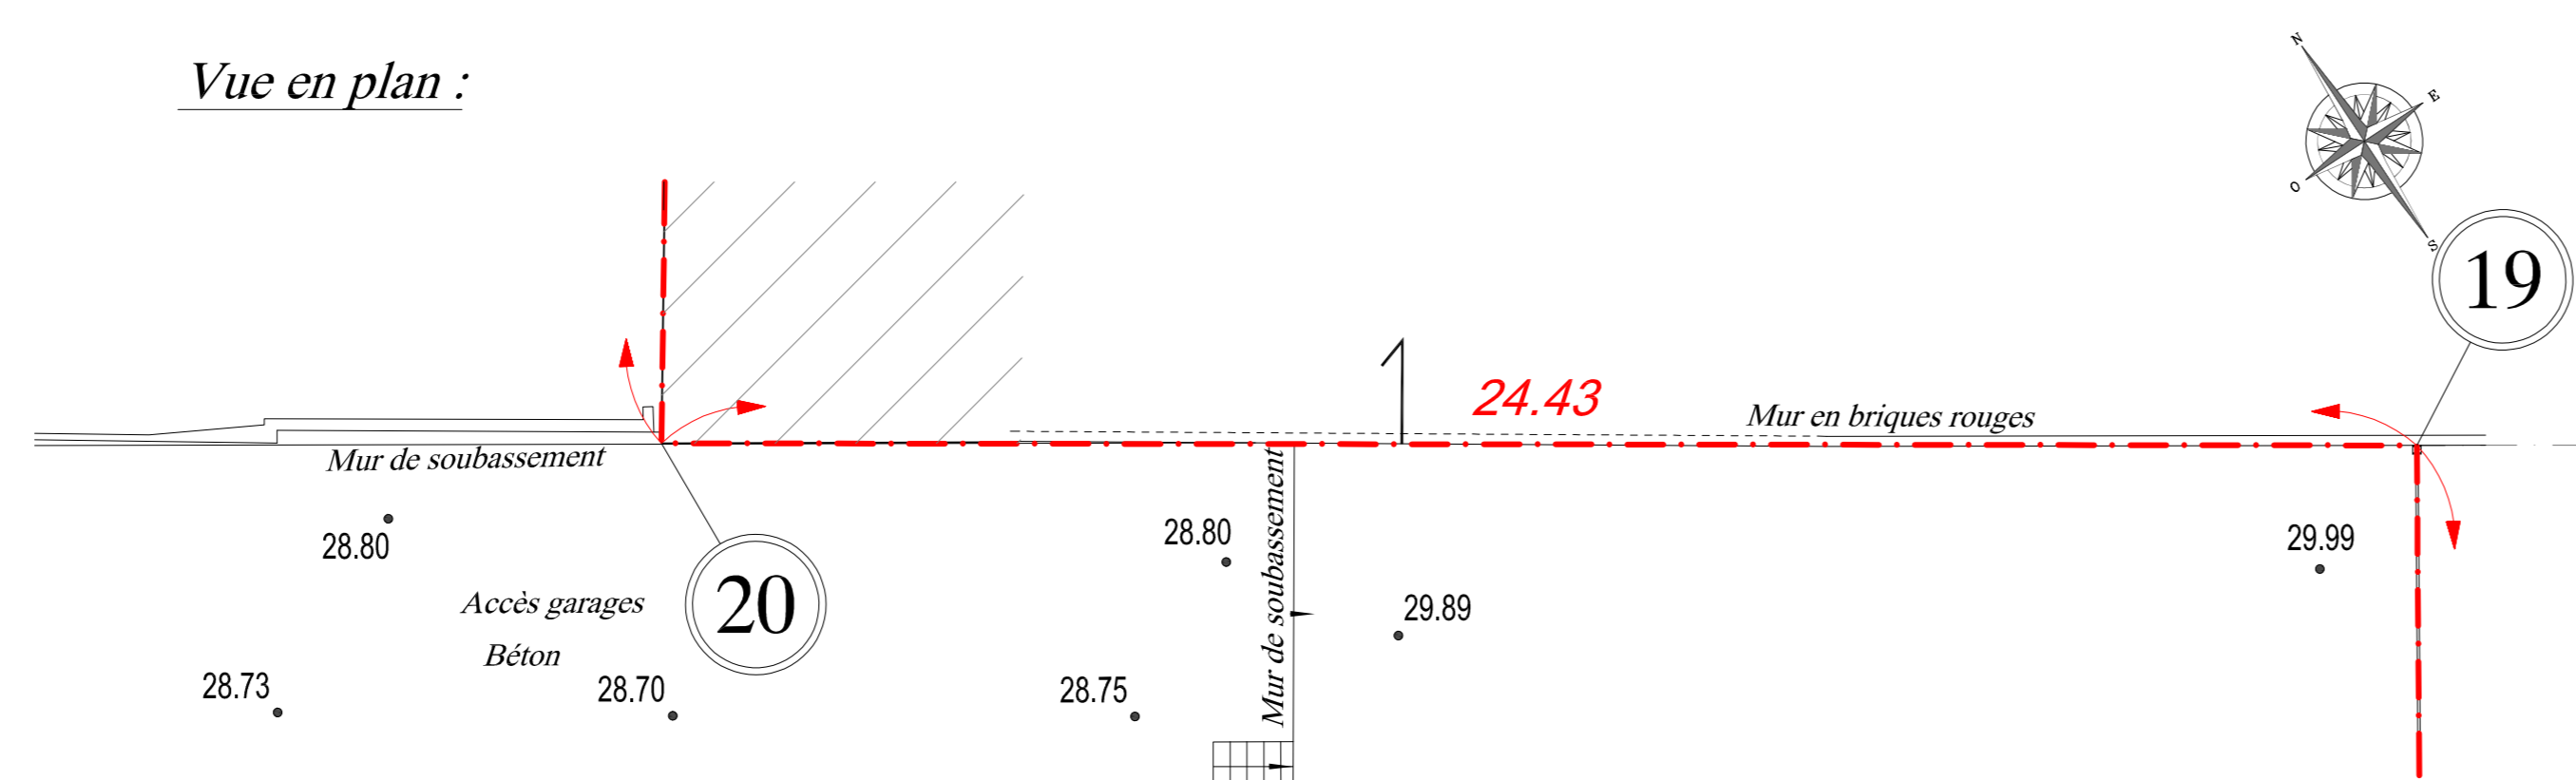 Vue en plan :
N
E
O
S
19
24.43
Mur en briques rouges
Mur de soubassement
28.80
28.80
Mur de soubassement
29.99
Accès garages
Béton
20
29.89
28.73
28.70
28.75